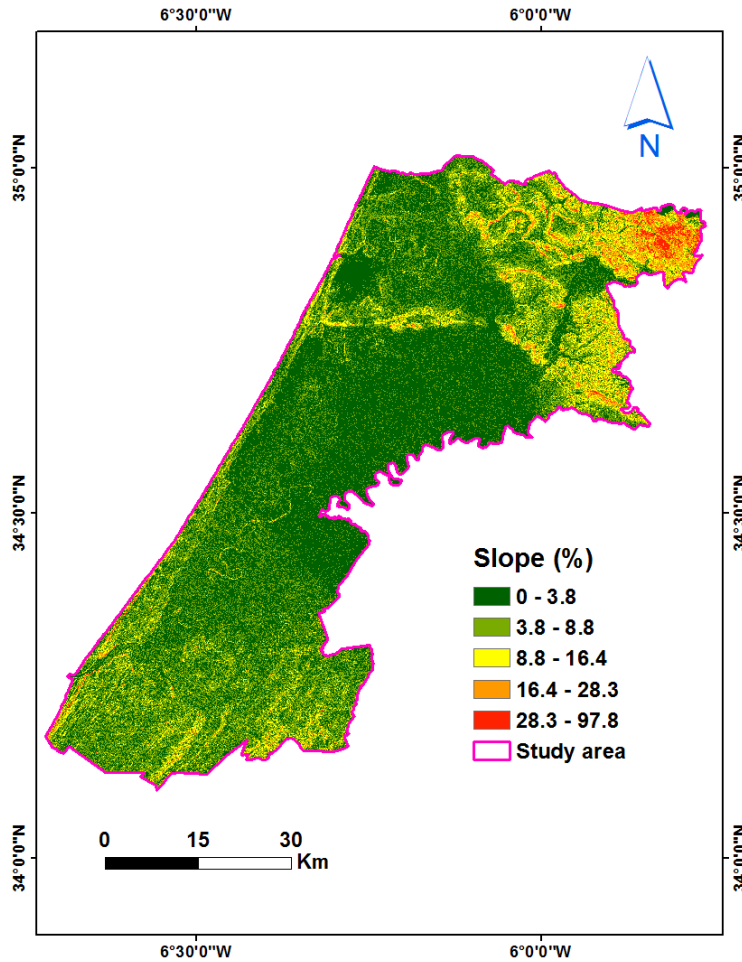 6°30'0"W 6°0'0"W
N
35°0'0"N 35°0'0"N
34°30'0"N 34°30'0"N
Slope (%)
0 - 3.8
3.8 - 8.8
8.8 - 16.4
16.4 - 28.3
28.3 - 97.8
Study area
0 15 30
Km
34°0'0"N 34°0'0"N
6°30'0"W 6°0'0"W